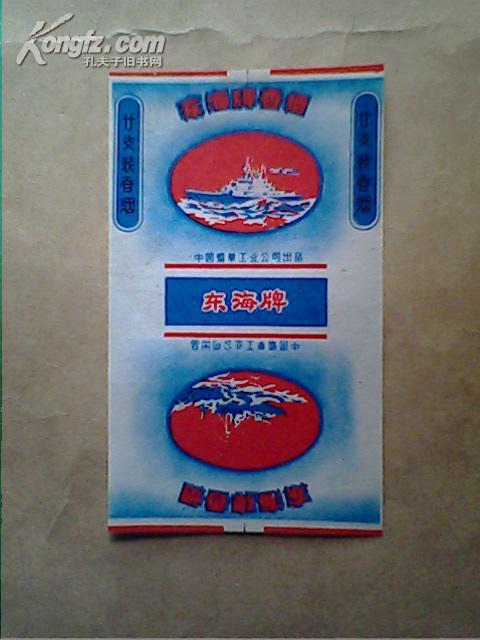 Kongfz.com
孔夫子旧书网
东海牌香烟
廿支装香烟
廿支装香烟
中国烟草工业公司出品
东海牌
中国烟草工业公司出品
东海牌香烟